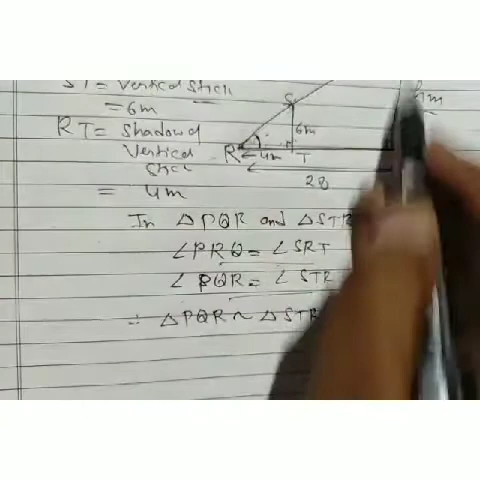 ST = Vertical Stick
= 6m
RT = Shadow of
Vertical
Stick
= 4m
S
6m
R
4m
T
28
In △PQR and △STR
∠PRQ = ∠SRT
∠PQR = ∠STR
∴ △PQR ~ △STR